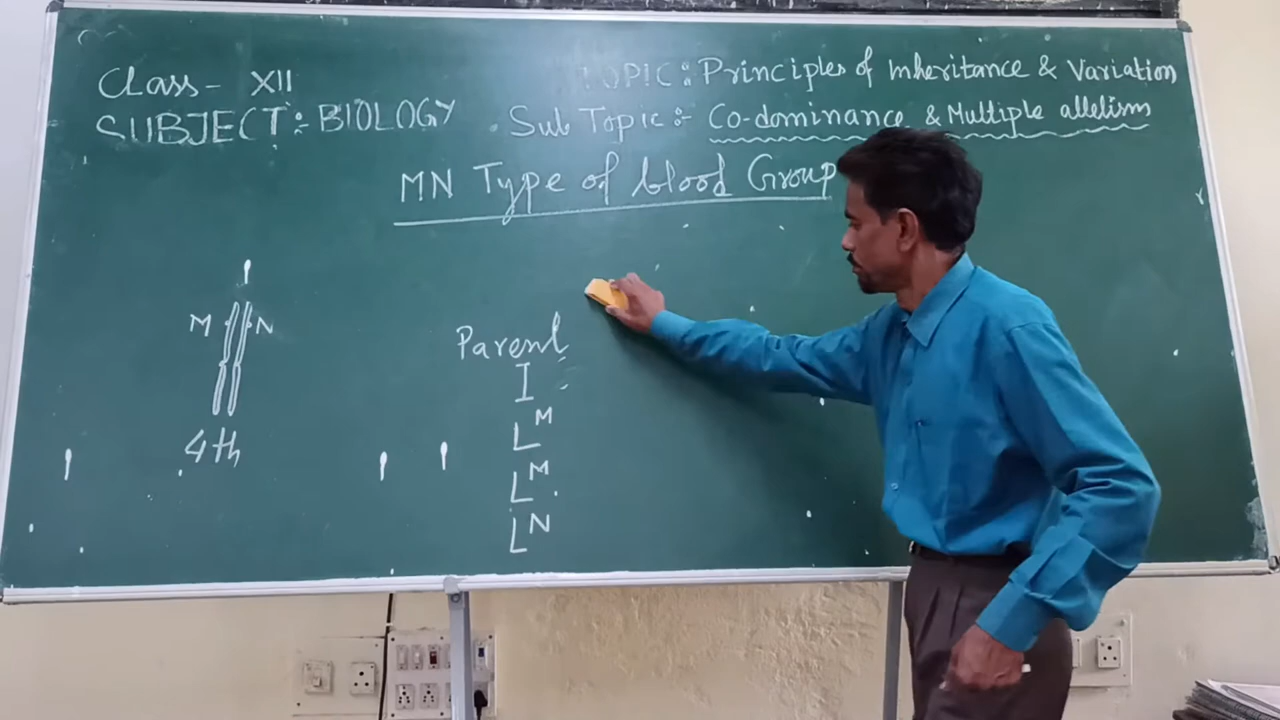 Class- XII
TOPIC:- Principles of Inheritance & Variation
SUBJECT:- BIOLOGY
Sub Topic:- Co-dominance & Multiple allelism
MN Type of blood Group
M N
4th
Parent
I
L^M
L^M
L^N